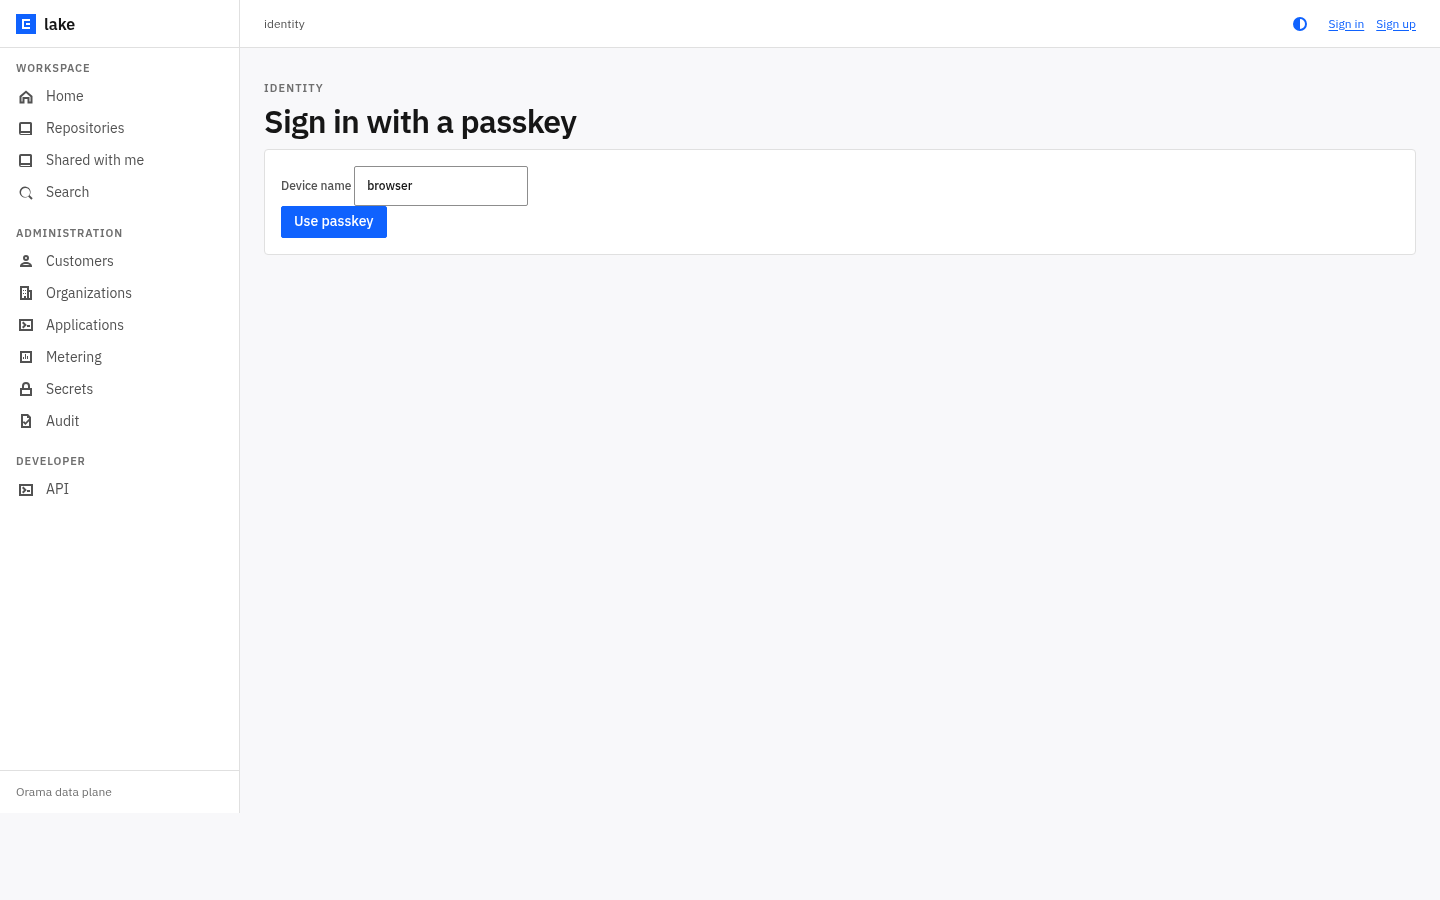 lake
identity
Sign in
Sign up
WORKSPACE
Home
Repositories
Shared with me
Search
ADMINISTRATION
Customers
Organizations
Applications
Metering
Secrets
Audit
DEVELOPER
API
Orama data plane
IDENTITY
Sign in with a passkey
Device name browser
Use passkey